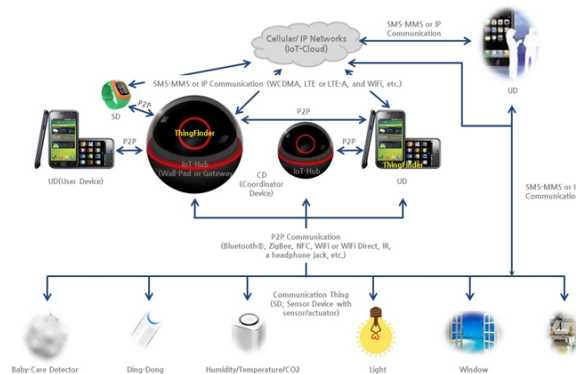 Cellular/ IP Networks
(IoT-Cloud)
SMS-MMS or IP
Communication
UD
SMS-MMS or IP Communication (WCDMA, LTE or LTE-A, and WiFi, etc,)
SD
P2P
P2P
ThingFinder
P2P
P2P
IoT-Hub
(Wall-Pad or Gateway)
IoT-Hub
CD
(Coordinator
Device)
ThingFinder
UD(User Device)
UD
SMS-MMS or I
Communication
P2P Communication
(Bluetooth®, ZigBee, NFC, WiFi or WiFi Direct, IR,
a headphone jack, etc,)
Communication Thing
(SD, Sensor Device with
sensor/actuator)
Baby-Care Detector
Ding-Dong
Humidity/Temperature/CO2
Light
Window